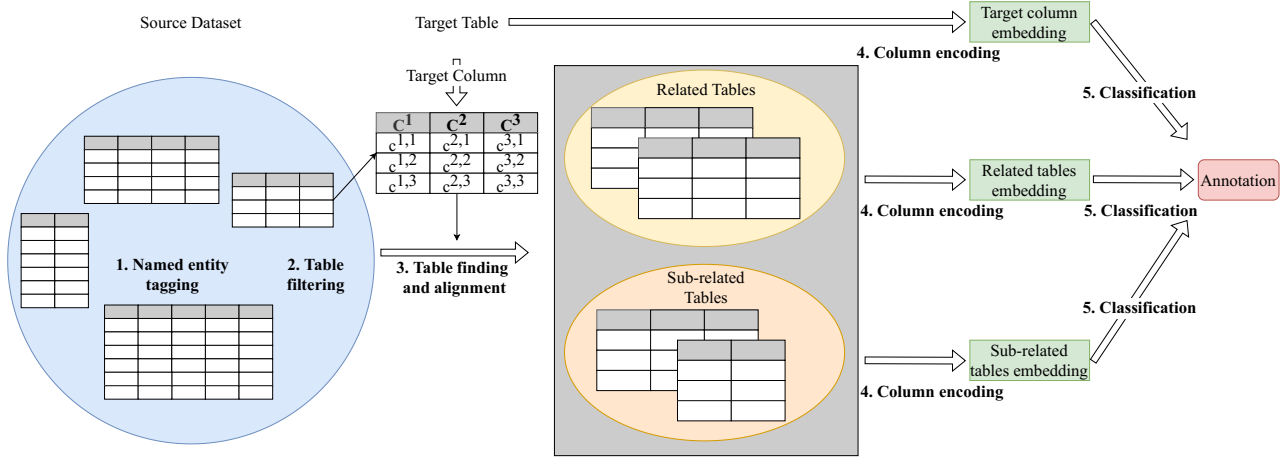 Source Dataset
Target Table
Target column
embedding
4. Column encoding
Target Column
5. Classification
C1 C2 C3
c1,1 c2,1 c3,1
c1,2 c2,2 c3,2
c1,3 c2,3 c3,3
Related Tables
Related tables
embedding
Annotation
4. Column encoding
5. Classification
1. Named entity
tagging
2. Table
filtering
3. Table finding
and alignment
Sub-related
Tables
5. Classification
Sub-related
tables embedding
4. Column encoding